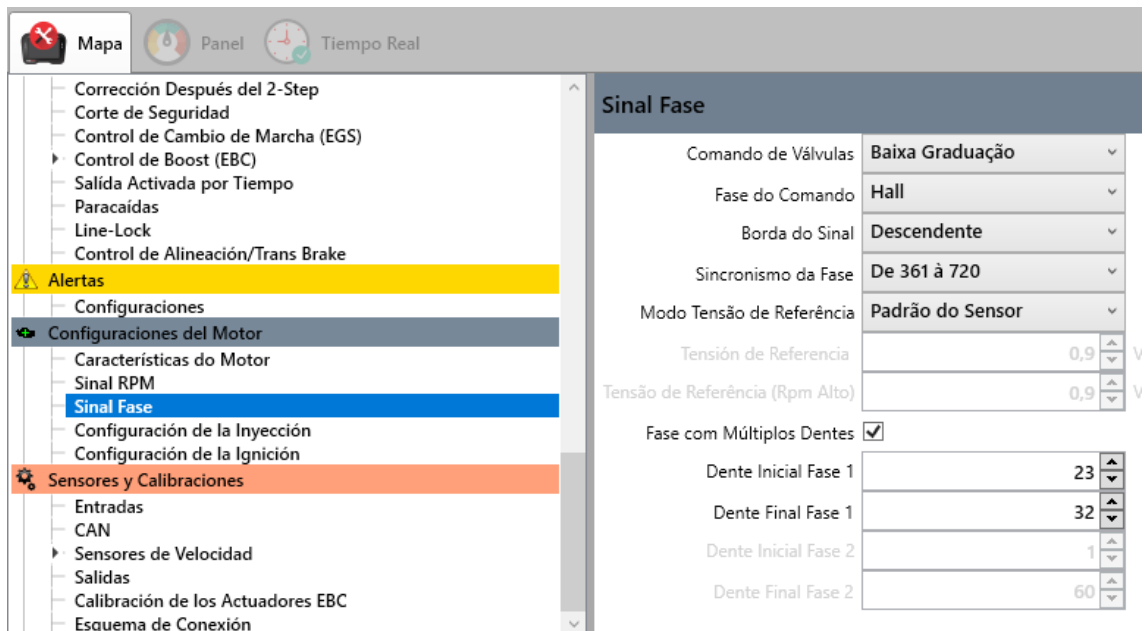 Mapa
Panel
Tiempo Real
Corrección Después del 2-Step
Corte de Seguridad
Control de Cambio de Marcha (EGS)
Control de Boost (EBC)
Salída Activada por Tiempo
Paracaídas
Line-Lock
Control de Alineación/Trans Brake
Alertas
Configuraciones
Configuraciones del Motor
Características do Motor
Sinal RPM
Sinal Fase
Configuración de la Inyección
Configuración de la Ignición
Sensores y Calibraciones
Entradas
CAN
Sensores de Velocidad
Salidas
Calibración de los Actuadores EBC
Esquema de Conexión
Sinal Fase
Comando de Válvulas Baixa Graduação
Fase do Comando Hall
Borda do Sinal Descendente
Sincronismo da Fase De 361 à 720
Modo Tensão de Referência Padrão do Sensor
Tensión de Referencia 0,9 V
Tensão de Referência (Rpm Alto) 0,9 V
Fase com Múltiplos Dentes
Dente Inicial Fase 1 23
Dente Final Fase 1 32
Dente Inicial Fase 2 1
Dente Final Fase 2 60